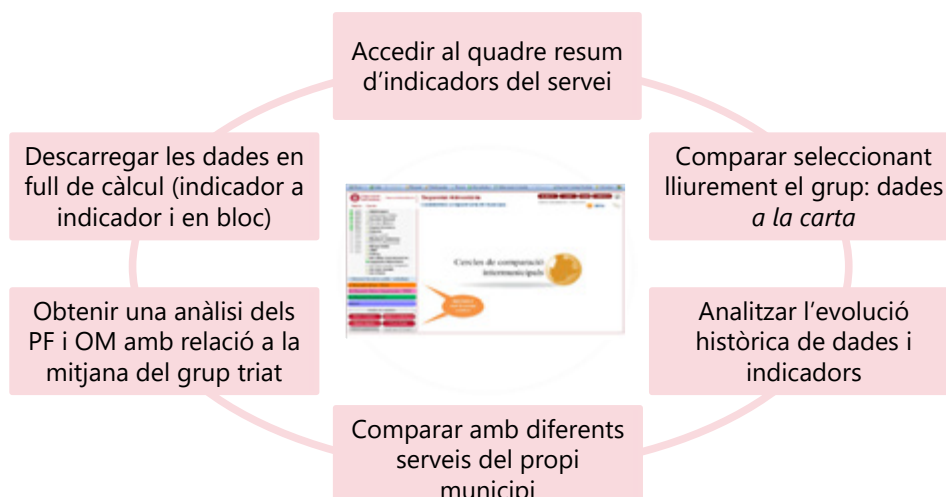 Accedir al quadre resum
d’indicadors del servei
Descarregar les dades en
full de càlcul (indicador a
indicador i en bloc)
Comparar seleccionant
lliurement el grup: dades
a la carta
Cercles de comparació
intermunicipals
Obtenir una anàlisi dels
PF i OM amb relació a la
mitjana del grup triat
Analitzar l’evolució
històrica de dades i
indicadors
Comparar amb diferents
serveis del propi
municipi